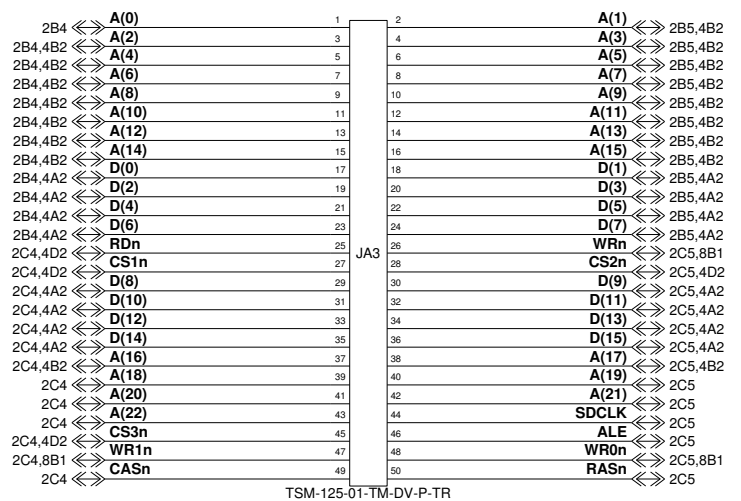 A(0) 1 2 A(1)
2B4 2B5,4B2
A(2) 3 4 A(3)
2B4,4B2 2B5,4B2
A(4) 5 6 A(5)
2B4,4B2 2B5,4B2
A(6) 7 8 A(7)
2B4,4B2 2B5,4B2
A(8) 9 10 A(9)
2B4,4B2 2B5,4B2
A(10) 11 12 A(11)
2B4,4B2 2B5,4B2
A(12) 13 14 A(13)
2B4,4B2 2B5,4B2
A(14) 15 16 A(15)
2B4,4B2 2B5,4B2
D(0) 17 18 D(1)
2B4,4A2 2B5,4A2
D(2) 19 20 D(3)
2B4,4A2 2B5,4A2
D(4) 21 22 D(5)
2B4,4A2 2B5,4A2
D(6) 23 24 D(7)
2B4,4A2 2B5,4A2
RDn 25 JA3 26 WRn
2C4,4D2 2C5,8B1
CS1n 27 28 CS2n
2C4,4D2 2C5,4D2
D(8) 29 30 D(9)
2C4,4A2 2C5,4A2
D(10) 31 32 D(11)
2C4,4A2 2C5,4A2
D(12) 33 34 D(13)
2C4,4A2 2C5,4A2
D(14) 35 36 D(15)
2C4,4A2 2C5,4A2
A(16) 37 38 A(17)
2C4,4B2 2C5,4B2
A(18) 39 40 A(19)
2C4 2C5
A(20) 41 42 A(21)
2C4 2C5
A(22) 43 44 SDCLK
2C4 2C5
CS3n 45 46 ALE
2C4,4D2 2C5
WR1n 47 48 WR0n
2C4,8B1 2C5,8B1
CASn 49 50 RASn
2C4 2C5
TSM-125-01-TM-DV-P-TR